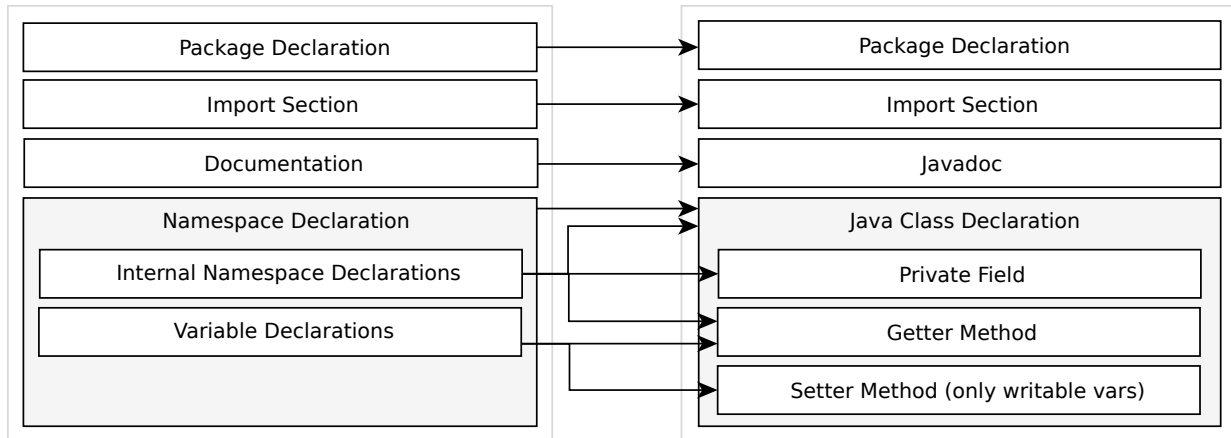 Package Declaration
Import Section
Documentation
Namespace Declaration
Internal Namespace Declarations
Variable Declarations
Package Declaration
Import Section
Javadoc
Java Class Declaration
Private Field
Getter Method
Setter Method (only writable vars)